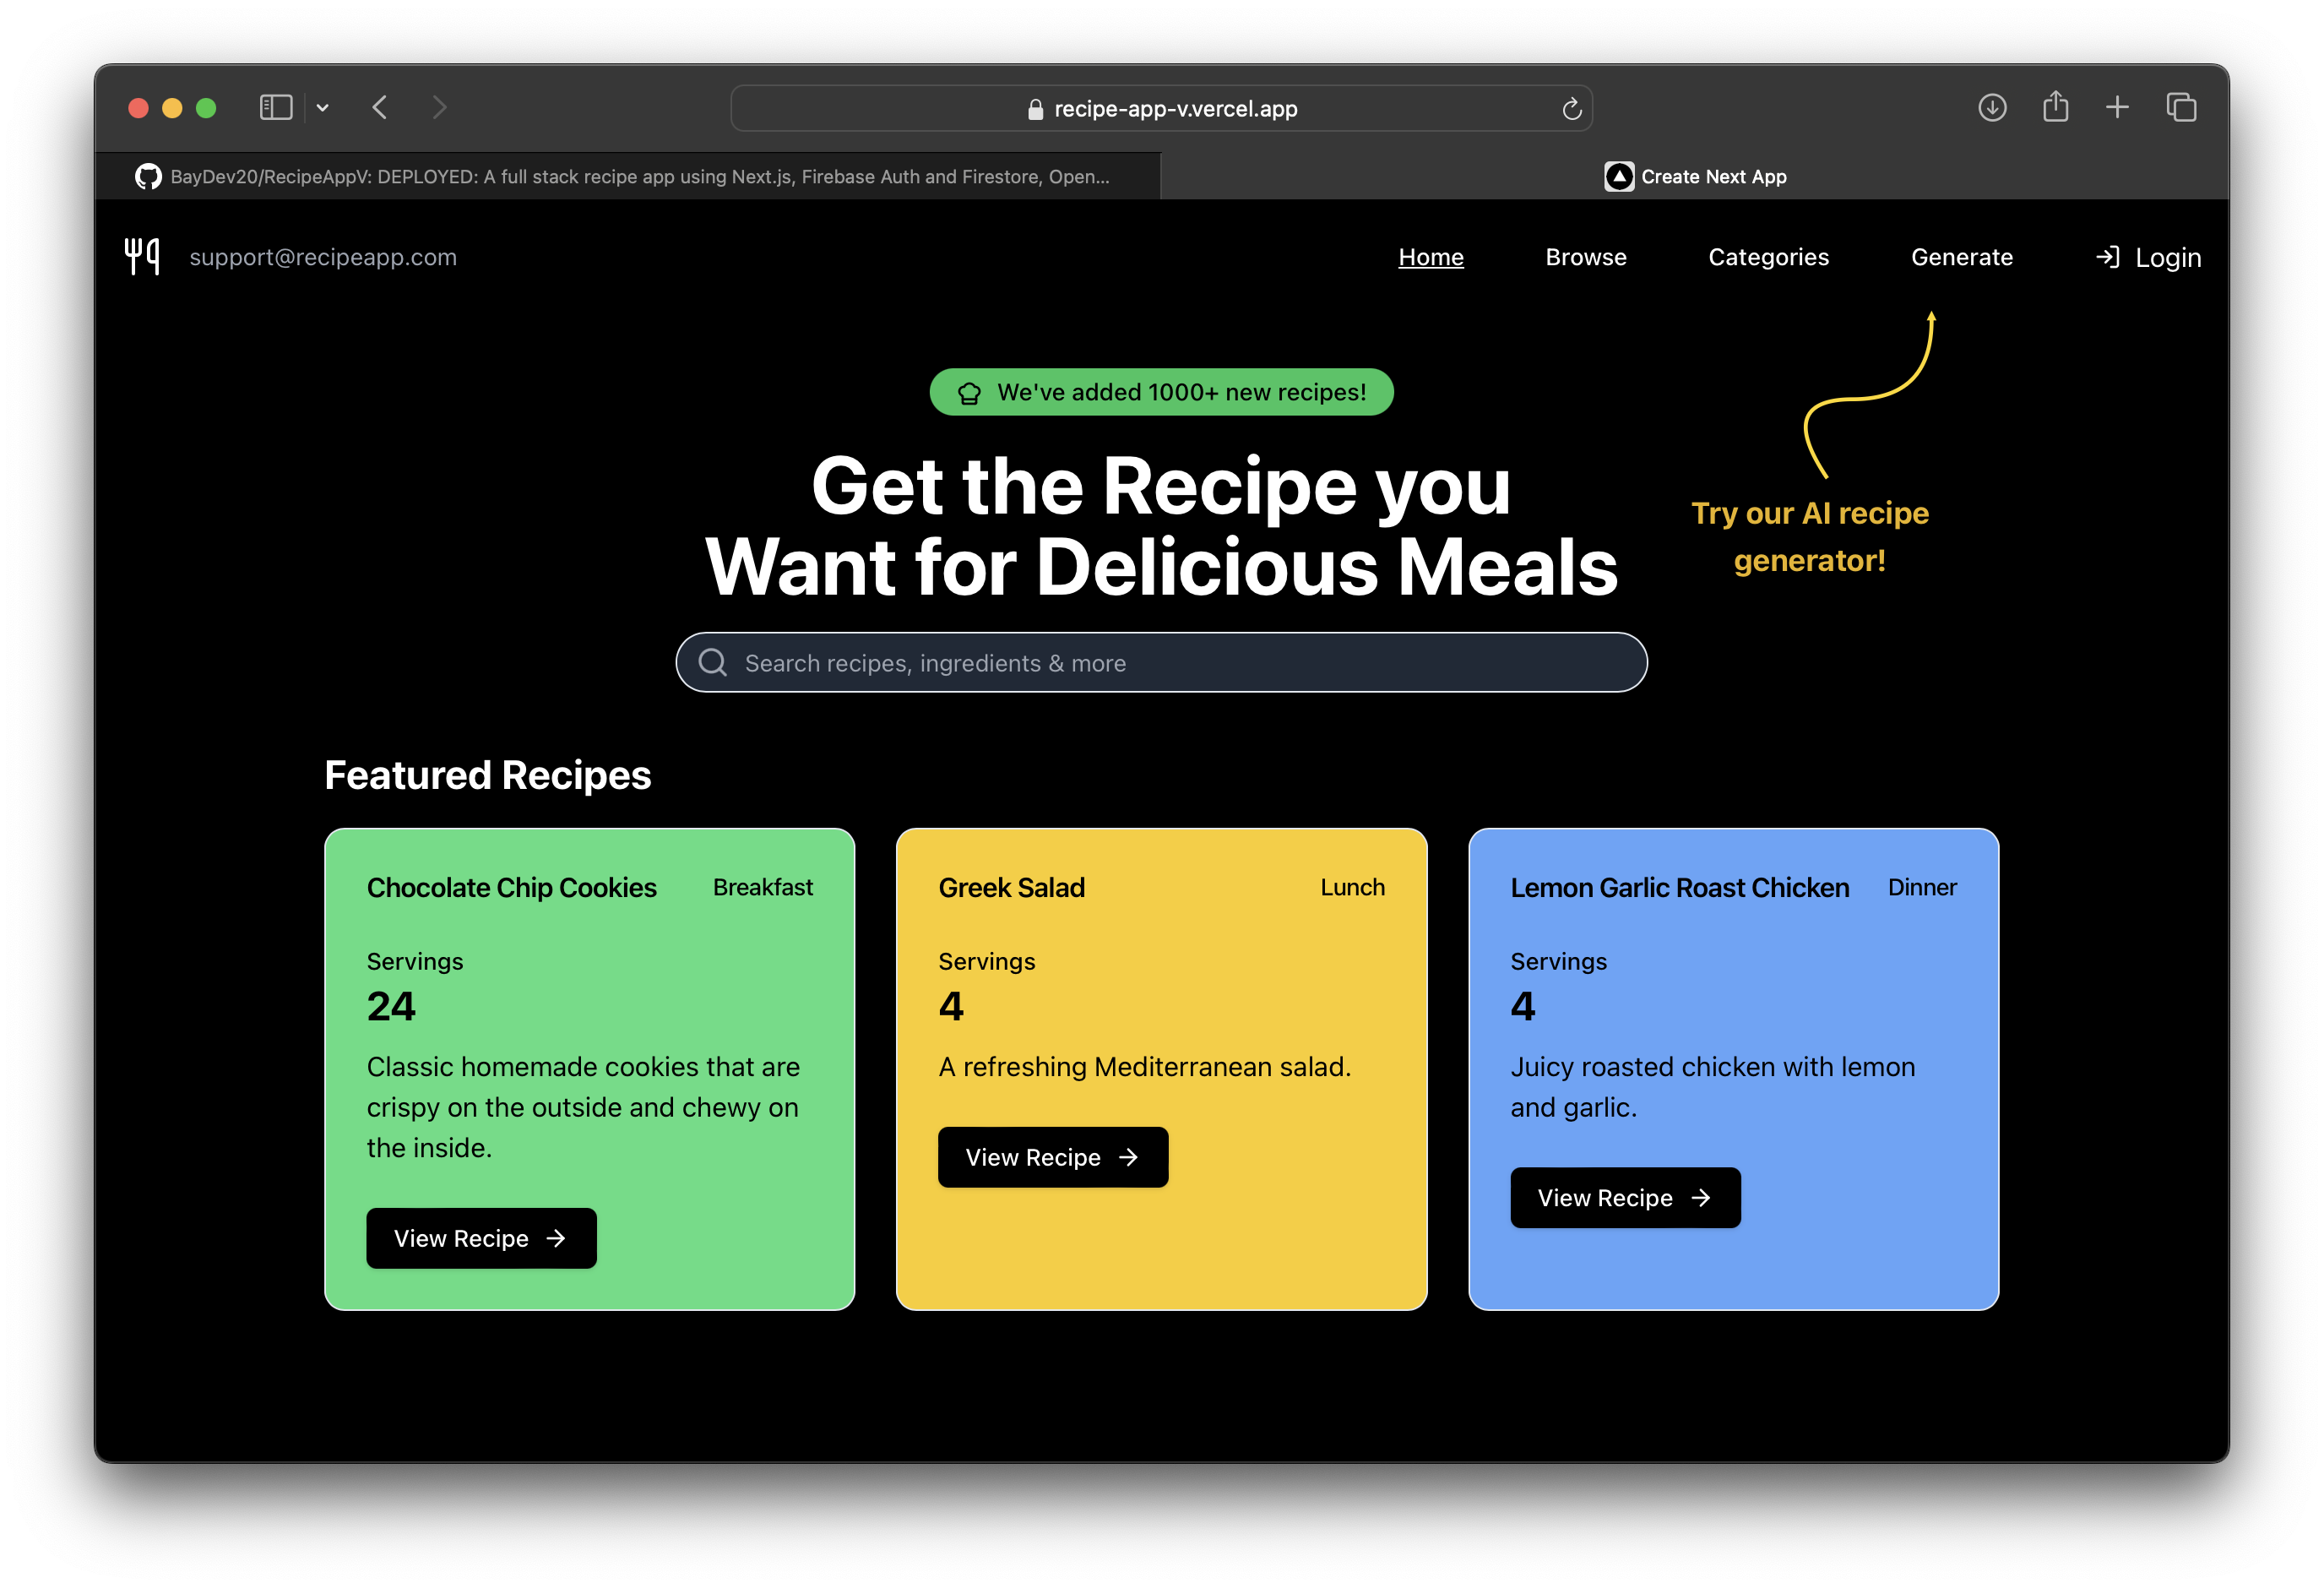 recipe-app-v.vercel.app
BayDev20/RecipeAppV: DEPLOYED: A full stack recipe app using Next.js, Firebase Auth and Firestore, Open...
Create Next App
support@recipeapp.com
Home
Browse
Categories
Generate
Login
We've added 1000+ new recipes!
Get the Recipe you
Want for Delicious Meals
Try our AI recipe
generator!
Search recipes, ingredients & more
Featured Recipes
Chocolate Chip Cookies
Breakfast
Servings
24
Classic homemade cookies that are
crispy on the outside and chewy on
the inside.
View Recipe
Greek Salad
Lunch
Servings
4
A refreshing Mediterranean salad.
View Recipe
Lemon Garlic Roast Chicken
Dinner
Servings
4
Juicy roasted chicken with lemon
and garlic.
View Recipe